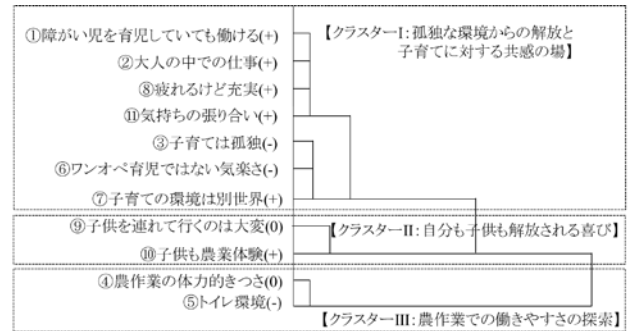 ①障がい児を育児していても働ける(+)
【クラスターI:孤独な環境からの解放と
子育てに対する共感の場】
②大人の中での仕事(+)
⑧疲れるけど充実(+)
⑪気持ちの張り合い(+)
③子育ては孤独(-)
⑥ワンオペ育児ではない気楽さ(-)
⑦子育ての環境は別世界(+)
⑨子供を連れて行くのは大変(0)
【クラスターII:自分も子供も解放される喜び】
⑩子供も農業体験(+)
④農作業の体力的きつさ(0)
⑤トイレ環境(-)
【クラスターIII:農作業での働きやすさの探索】